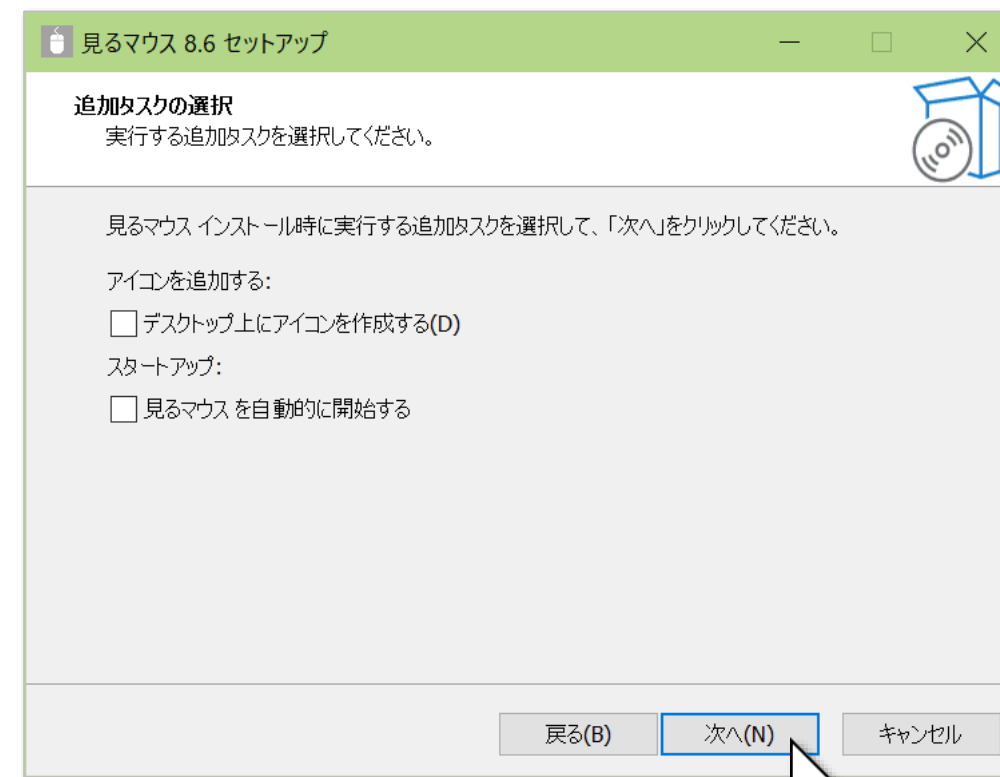 見るマウス 8.6 セットアップ
追加タスクの選択
実行する追加タスクを選択してください。
見るマウス インストール時に実行する追加タスクを選択して、「次へ」をクリックしてください。
アイコンを追加する:
デスクトップ上にアイコンを作成する(D)
スタートアップ:
見るマウス を自動的に開始する
戻る(B) 次へ(N) キャンセル